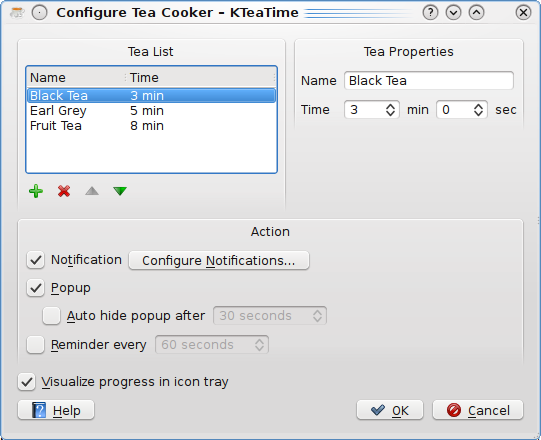 Configure Tea Cooker – KTeaTime
Tea List
Name Time
Black Tea 3 min
Earl Grey 5 min
Fruit Tea 8 min
Tea Properties
Name Black Tea
Time 3 min 0 sec
Action
Notification Configure Notifications...
Popup
Auto hide popup after 30 seconds
Reminder every 60 seconds
Visualize progress in icon tray
Help OK Cancel